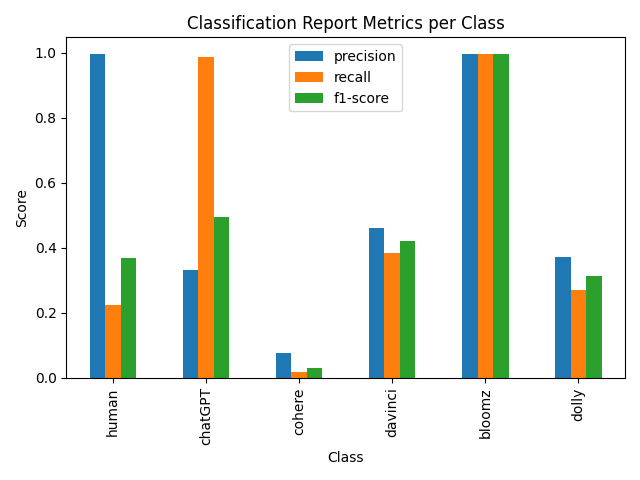 Classification Report Metrics per Class
precision
recall
f1-score
1.0
0.8
0.6
0.4
0.2
0.0
Score
human
chatGPT
cohere
davinci
bloomz
dolly
Class